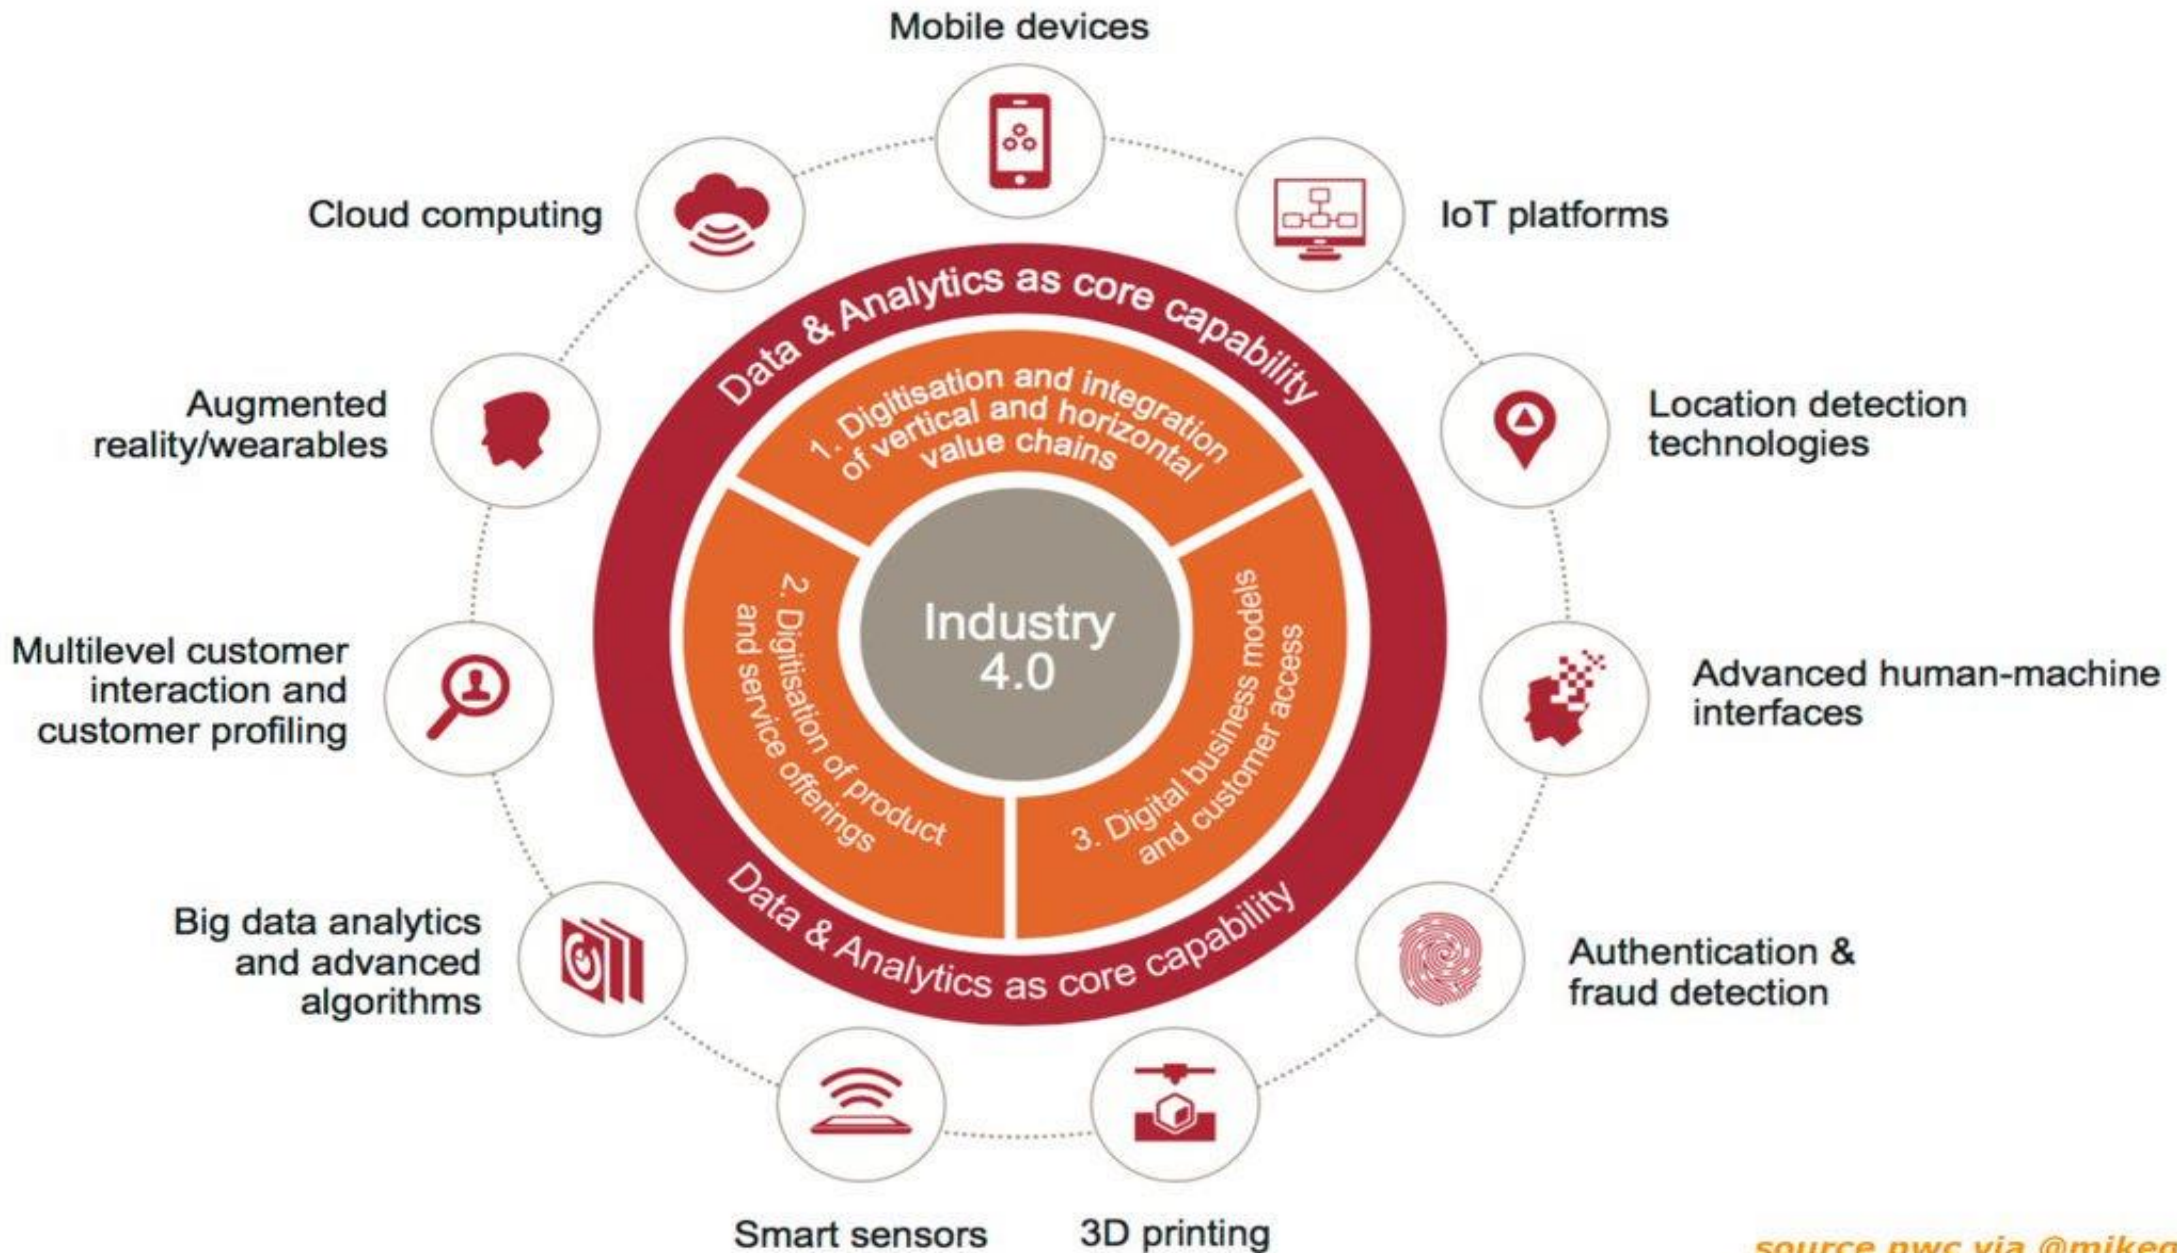 Mobile devices
Cloud computing
IoT platforms
Data & Analytics as core capability
1. Digitisation and integration
of vertical and horizontal
value chains
Augmented
reality/wearables
Location detection
technologies
Industry
4.0
2. Digitisation of product
and service offerings
3. Digital business models
and customer access
Multilevel customer
interaction and
customer profiling
Advanced human-machine
interfaces
Data & Analytics as core capability
Big data analytics
and advanced
algorithms
Authentication &
fraud detection
Smart sensors
3D printing
source pwc via